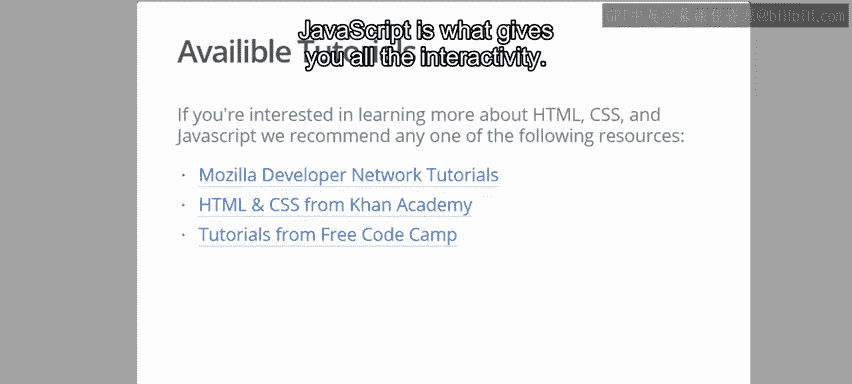 JavaScript is what gives
you all the interactivity.
Availible Tutorials
If you're interested in learning more about HTML, CSS, and
Javascript we recommend any one of the following resources:
· Mozilla Developer Network Tutorials
· HTML & CSS from Khan Academy
· Tutorials from Free Code Camp